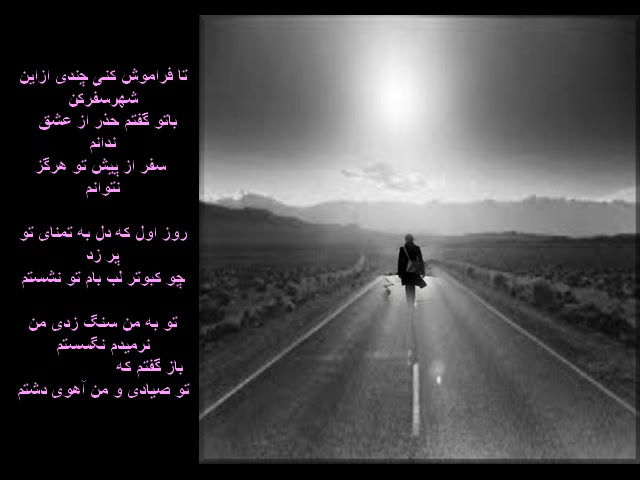 تا فراموش کنی چندی ازاین
شهرسفرکن
باتو گفتم حذر از عشق
ندانم
سفر از پیش تو هرگز
نتوانم
روز اول که دل به تمنای تو
پر زد
چو کبوتر لب بام تو نشستم
تو به من سنگ زدی من
نرمیدم نگسستم
باز گفتم که
تو صیادی و من آهوی دشتم